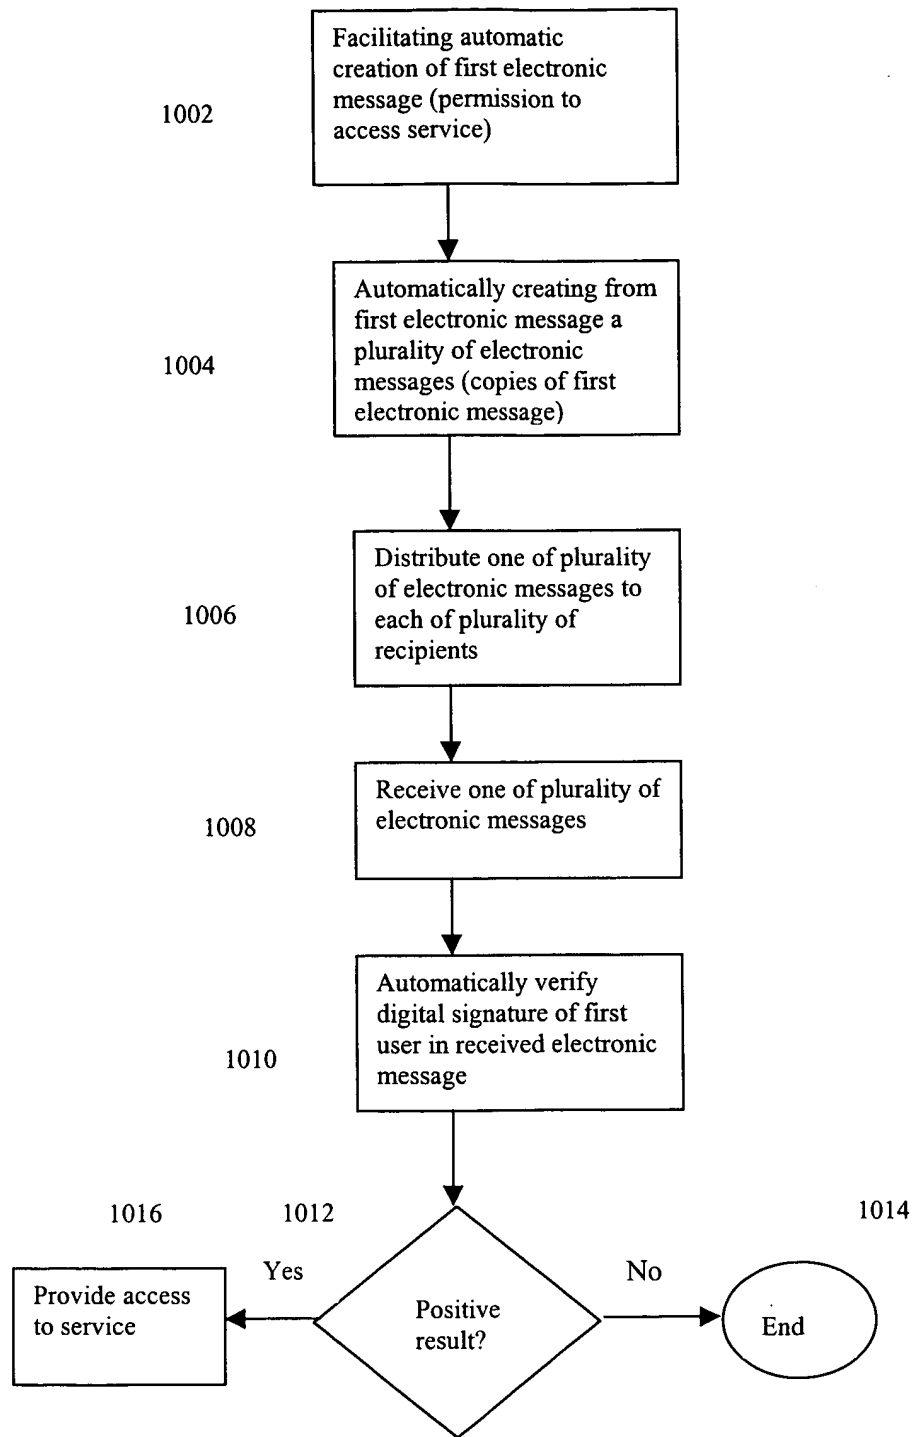 Facilitating automatic
creation of first electronic
message (permission to
access service)
1002
Automatically creating from
first electronic message a
plurality of electronic
messages (copies of first
electronic message)
1004
Distribute one of plurality
of electronic messages to
each of plurality of
recipients
1006
Receive one of plurality of
electronic messages
1008
Automatically verify
digital signature of first
user in received electronic
message
1010
1016
1012
1014
Yes
No
Provide access
to service
Positive
result?
End